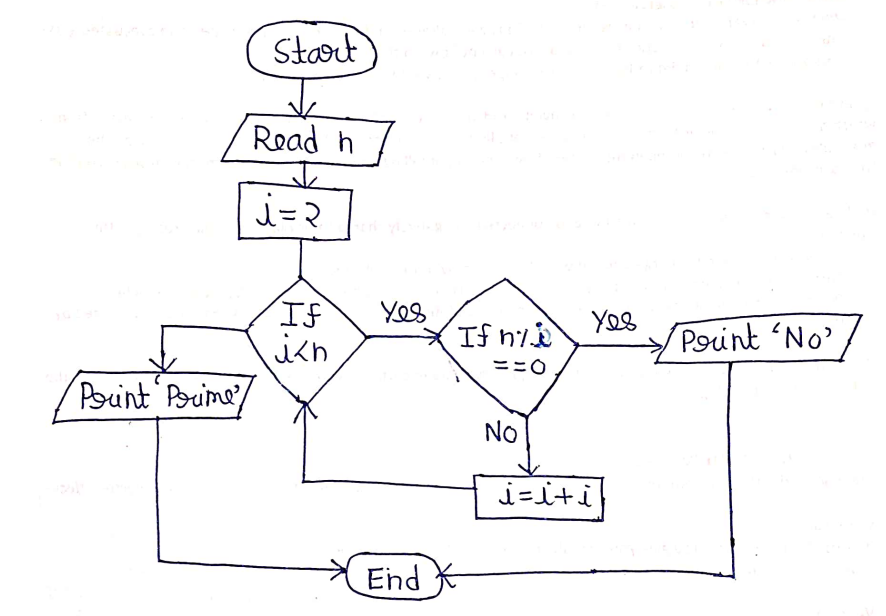 Start
Read n
i=2
If
i<n
Yes
If n%i
==0
Yes
Print 'No'
Print 'Prime'
No
i=i+i
End